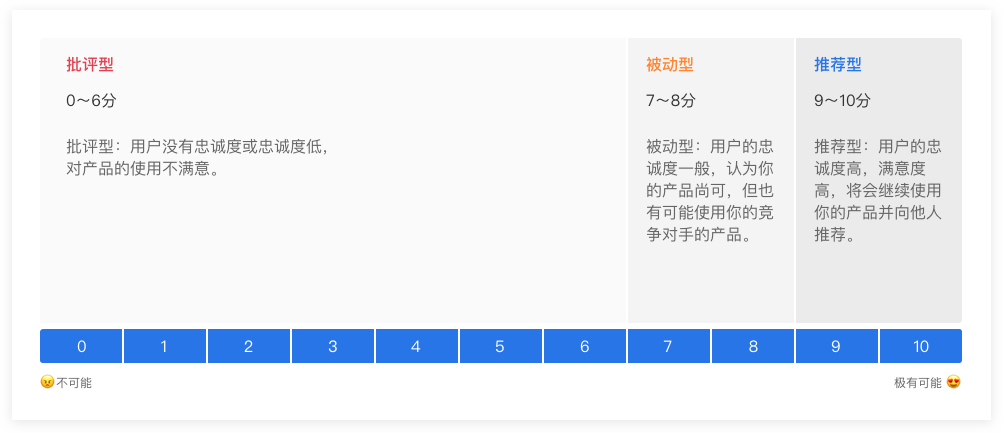 批评型
0～6分
批评型：用户没有忠诚度或忠诚度低，
对产品的使用不满意。
被动型
7～8分
被动型：用户的忠
诚度一般，认为你
的产品尚可，但也
有可能使用你的竞
争对手的产品。
推荐型
9～10分
推荐型：用户的忠
诚度高，满意度
高，将会继续使用
你的产品并向他人
推荐。
0 1 2 3 4 5 6 7 8 9 10
😠不可能
极有可能 😍